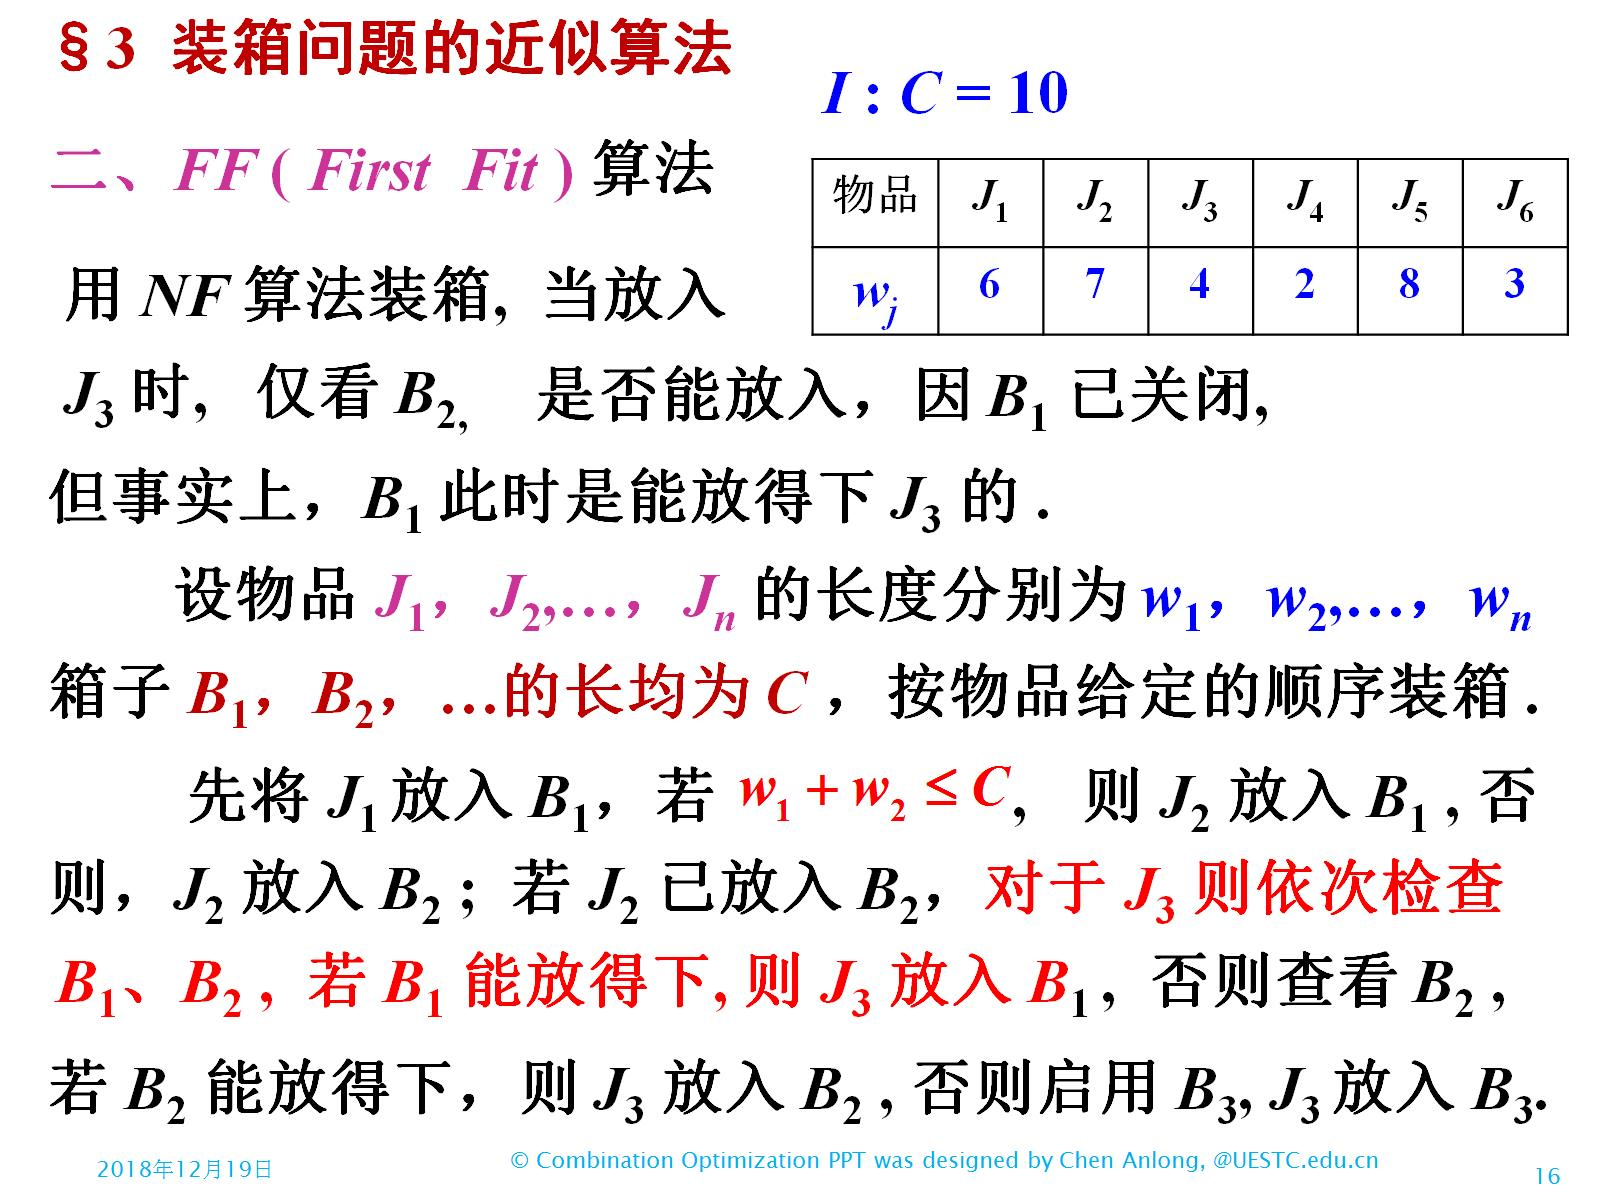 §3 装箱问题的近似算法
I : C = 10
二、FF ( First Fit ) 算法
物品 J1 J2 J3 J4 J5 J6
wj 6 7 4 2 8 3
用 NF 算法装箱, 当放入
J3 时, 仅看 B2, 是否能放入，因 B1 已关闭,
但事实上，B1 此时是能放得下 J3 的 .
设物品 J1，J2,…，Jn 的长度分别为 w1，w2,…，wn
箱子 B1，B2，…的长均为 C ，按物品给定的顺序装箱 .
先将 J1 放入 B1，若 w1 + w2 ≤ C, 则 J2 放入 B1 , 否
则，J2 放入 B2 ; 若 J2 已放入 B2，对于 J3 则依次检查
B1、B2 , 若 B1 能放得下, 则 J3 放入 B1 , 否则查看 B2 ,
若 B2 能放得下，则 J3 放入 B2 , 否则启用 B3, J3 放入 B3.
2018年12月19日
© Combination Optimization PPT was designed by Chen Anlong, @UESTC.edu.cn
16